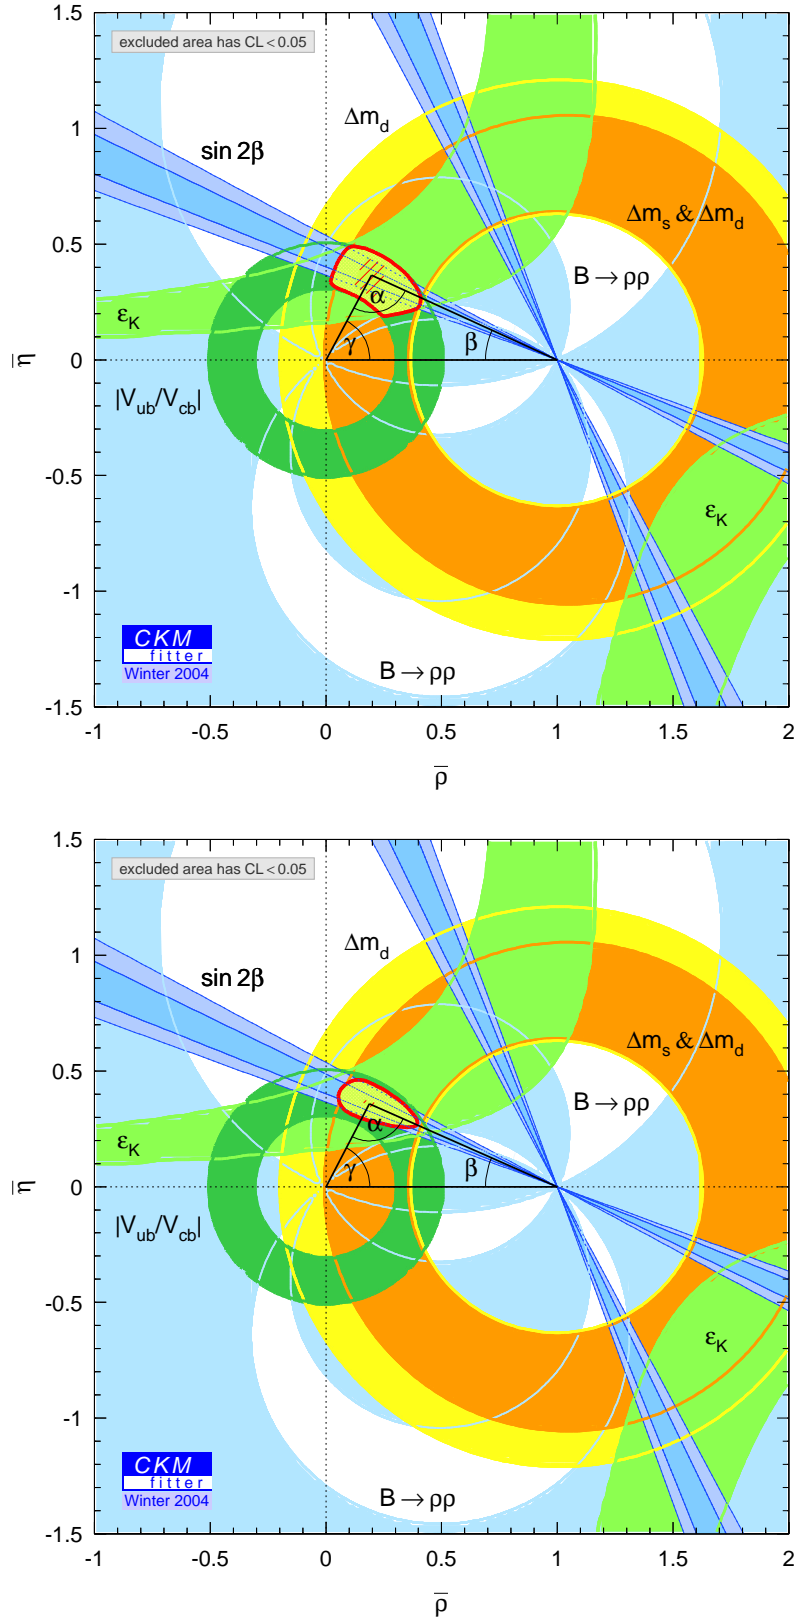 excluded area has CL < 0.05
1.5
1
0.5
0
-0.5
-1
-1.5
sin 2β
Δm_d
Δm_s & Δm_d
B → ρρ
ε_K
α
γ
β
|V_ub/V_cb|
ε_K
B → ρρ
CKM
fitter
Winter 2004
η̅
-1 -0.5 0 0.5 1 1.5 2
ρ̅
excluded area has CL < 0.05
1.5
1
0.5
0
-0.5
-1
-1.5
sin 2β
Δm_d
Δm_s & Δm_d
B → ρρ
ε_K
α
γ
β
|V_ub/V_cb|
ε_K
B → ρρ
CKM
fitter
Winter 2004
η̅
-1 -0.5 0 0.5 1 1.5 2
ρ̅